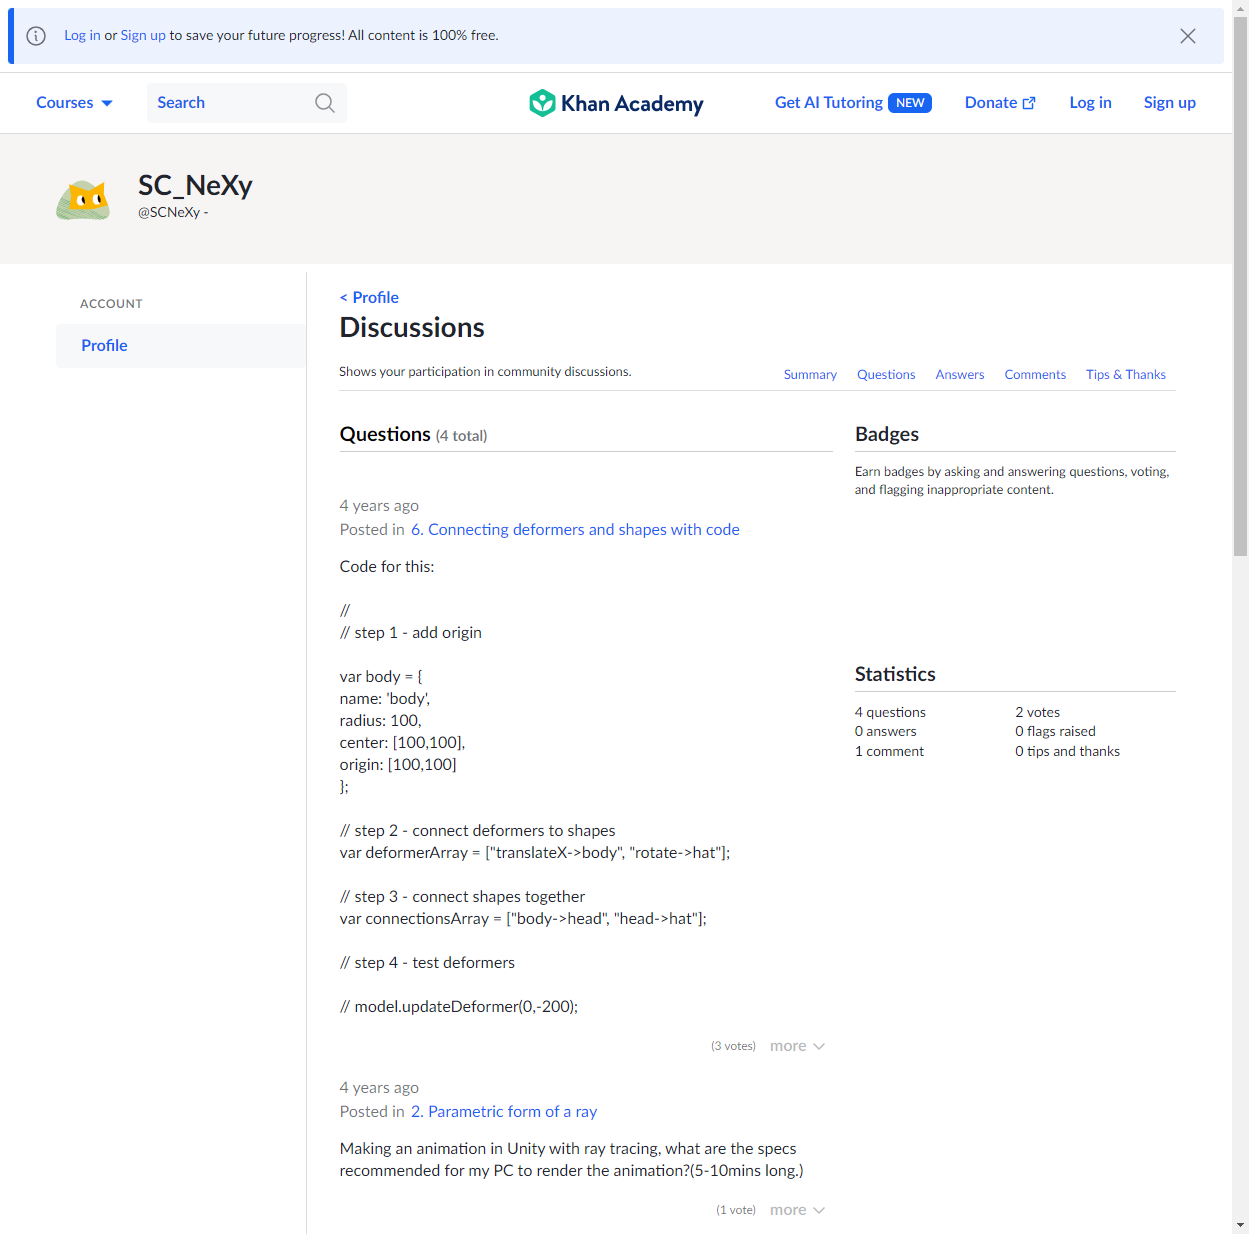 Log in or Sign up to save your future progress! All content is 100% free.
Courses
Search
Khan Academy
Get AI Tutoring NEW
Donate
Log in
Sign up
SC_NeXy
@SCNeXy -
ACCOUNT
Profile
< Profile
Discussions
Shows your participation in community discussions.
Summary
Questions
Answers
Comments
Tips & Thanks
Questions (4 total)
4 years ago
Posted in 6. Connecting deformers and shapes with code
Code for this:
//
// step 1 - add origin
var body = {
name: 'body',
radius: 100,
center: [100,100],
origin: [100,100]
};
// step 2 - connect deformers to shapes
var deformerArray = ["translateX->body", "rotate->hat"];
// step 3 - connect shapes together
var connectionsArray = ["body->head", "head->hat"];
// step 4 - test deformers
// model.updateDeformer(0,-200);
(3 votes) more
4 years ago
Posted in 2. Parametric form of a ray
Making an animation in Unity with ray tracing, what are the specs
recommended for my PC to render the animation?(5-10mins long.)
(1 vote) more
Badges
Earn badges by asking and answering questions, voting,
and flagging inappropriate content.
Statistics
4 questions
0 answers
1 comment
2 votes
0 flags raised
0 tips and thanks